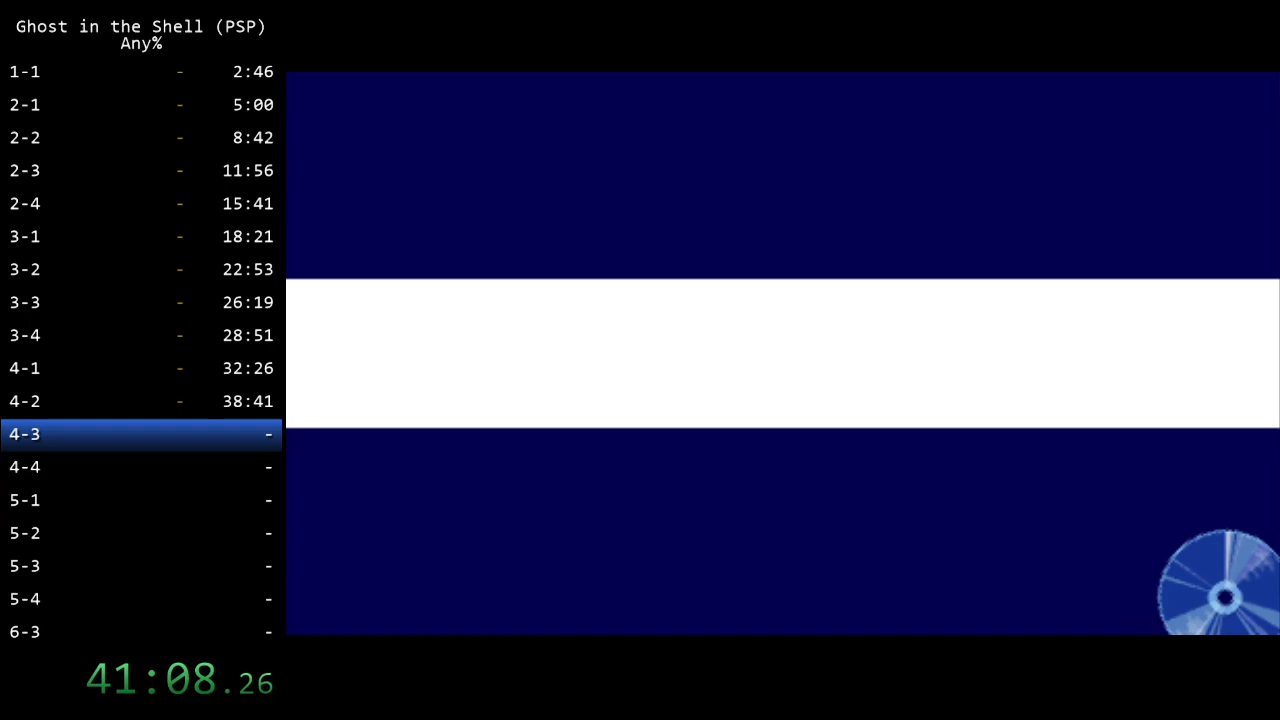 Ghost in the Shell (PSP)
Any%
1-1 - 2:46
2-1 - 5:00
2-2 - 8:42
2-3 - 11:56
2-4 - 15:41
3-1 - 18:21
3-2 - 22:53
3-3 - 26:19
3-4 - 28:51
4-1 - 32:26
4-2 - 38:41
4-3 -
4-4 -
5-1 -
5-2 -
5-3 -
5-4 -
6-3 -
41:08.26